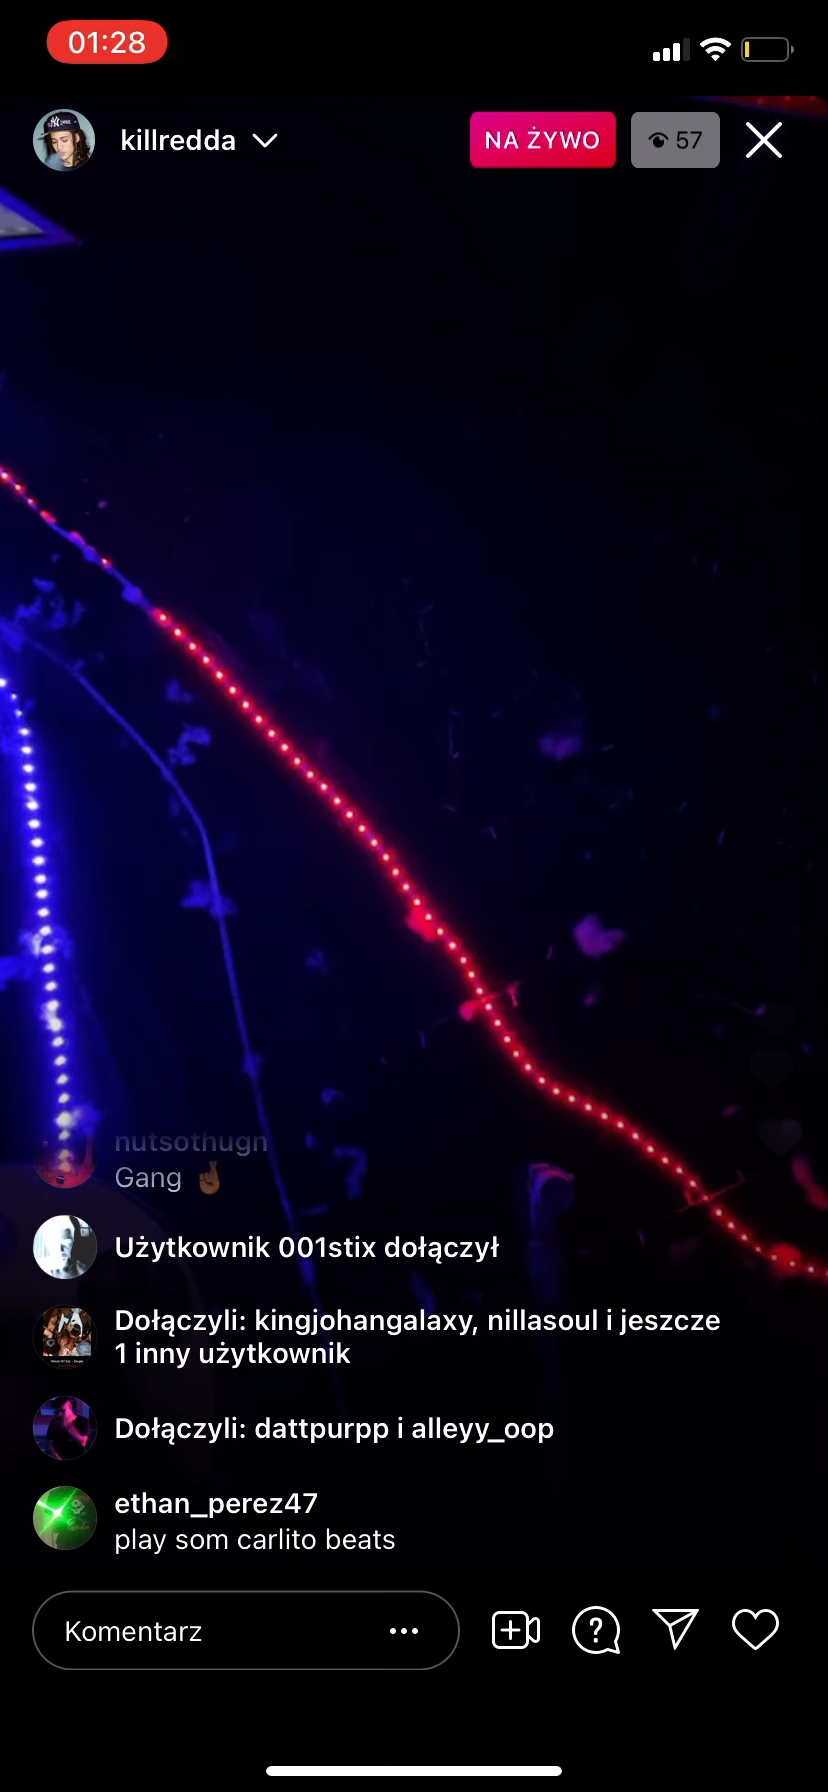 01:28
killredda
NA ŻYWO
57
nutsothugn
Gang 🤞🏾
Użytkownik 001stix dołączył
Dołączyli: kingjohangalaxy, nillasoul i jeszcze
1 inny użytkownik
Dołączyli: dattpurpp i alleyy_oop
ethan_perez47
play som carlito beats
Komentarz